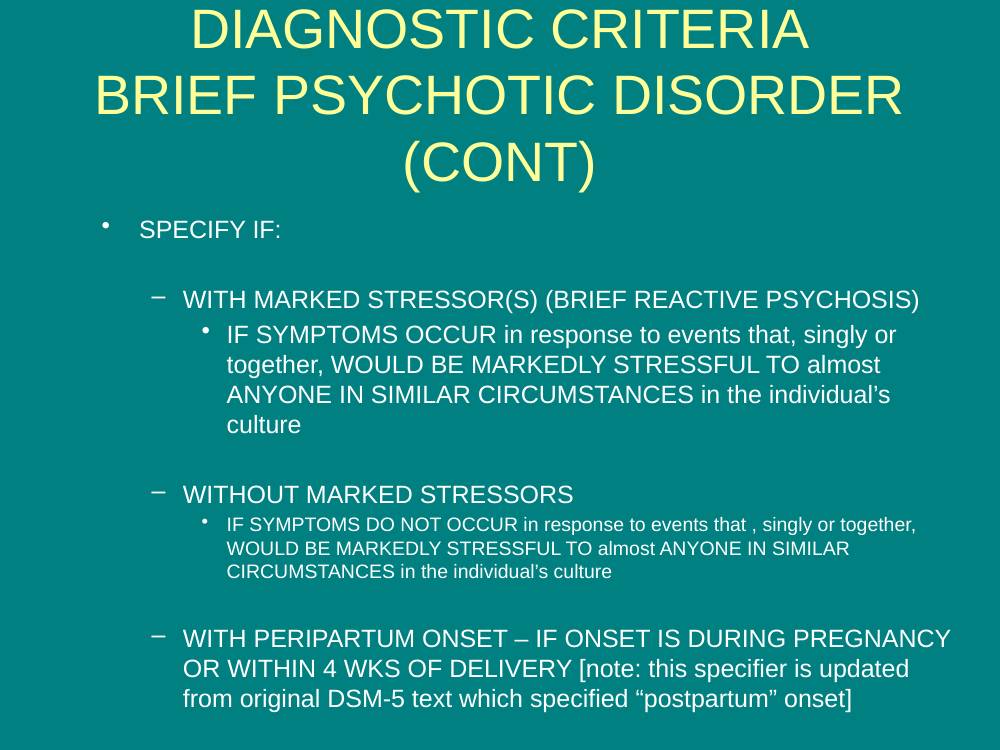 DIAGNOSTIC CRITERIA
BRIEF PSYCHOTIC DISORDER
(CONT)
• SPECIFY IF:
– WITH MARKED STRESSOR(S) (BRIEF REACTIVE PSYCHOSIS)
• IF SYMPTOMS OCCUR in response to events that, singly or
together, WOULD BE MARKEDLY STRESSFUL TO almost
ANYONE IN SIMILAR CIRCUMSTANCES in the individual’s
culture
– WITHOUT MARKED STRESSORS
• IF SYMPTOMS DO NOT OCCUR in response to events that , singly or together,
WOULD BE MARKEDLY STRESSFUL TO almost ANYONE IN SIMILAR
CIRCUMSTANCES in the individual’s culture
– WITH PERIPARTUM ONSET – IF ONSET IS DURING PREGNANCY
OR WITHIN 4 WKS OF DELIVERY [note: this specifier is updated
from original DSM-5 text which specified “postpartum” onset]